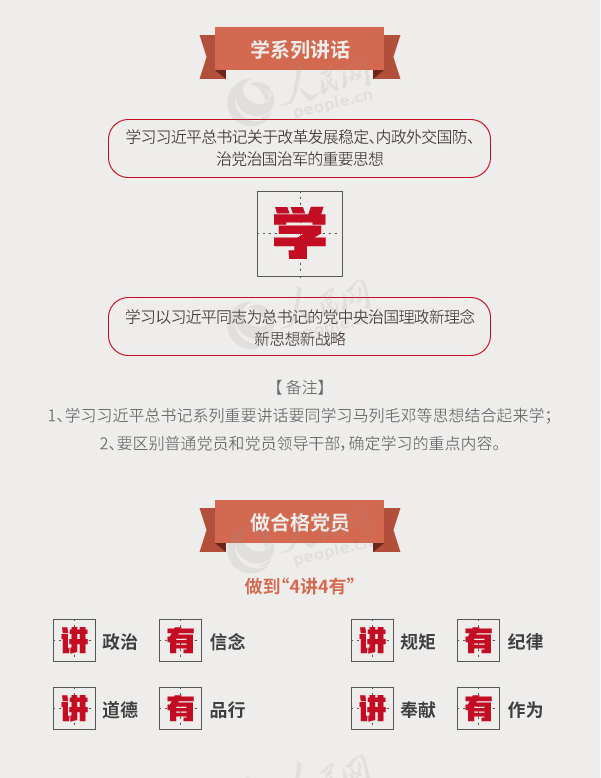 学系列讲话
人民网
people.cn
学习习近平总书记关于改革发展稳定、内政外交国防、
治党治国治军的重要思想
学
人民网
学习以习近平同志为总书记的党中央治国理政新理念
新思想新战略
【备注】
1、学习习近平总书记系列重要讲话要同学习马列毛邓等思想结合起来学；
2、要区别普通党员和党员领导干部，确定学习的重点内容。
做合格党员
people.cn
做到“4讲4有”
讲 政治 有 信念 讲 规矩 有 纪律
讲 道德 有 品行 讲 奉献 有 作为